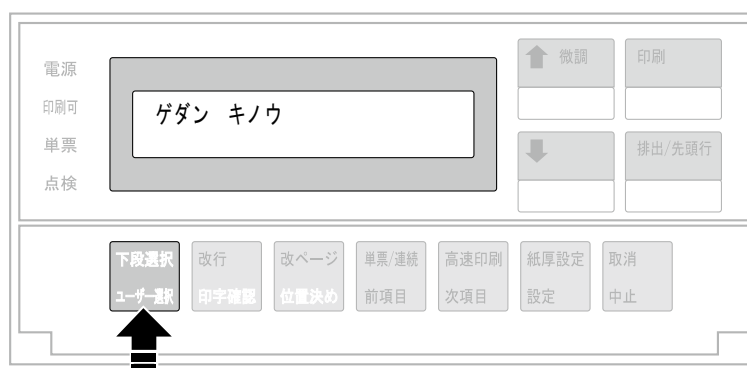 電源
印刷可
単票
点検
ゲダン キノウ
微調
印刷
排出/先頭行
下段選択
ユーザー選択
改行
印字確認
改ページ
位置決め
単票/連続
前項目
高速印刷
次項目
紙厚設定
設定
取消
中止